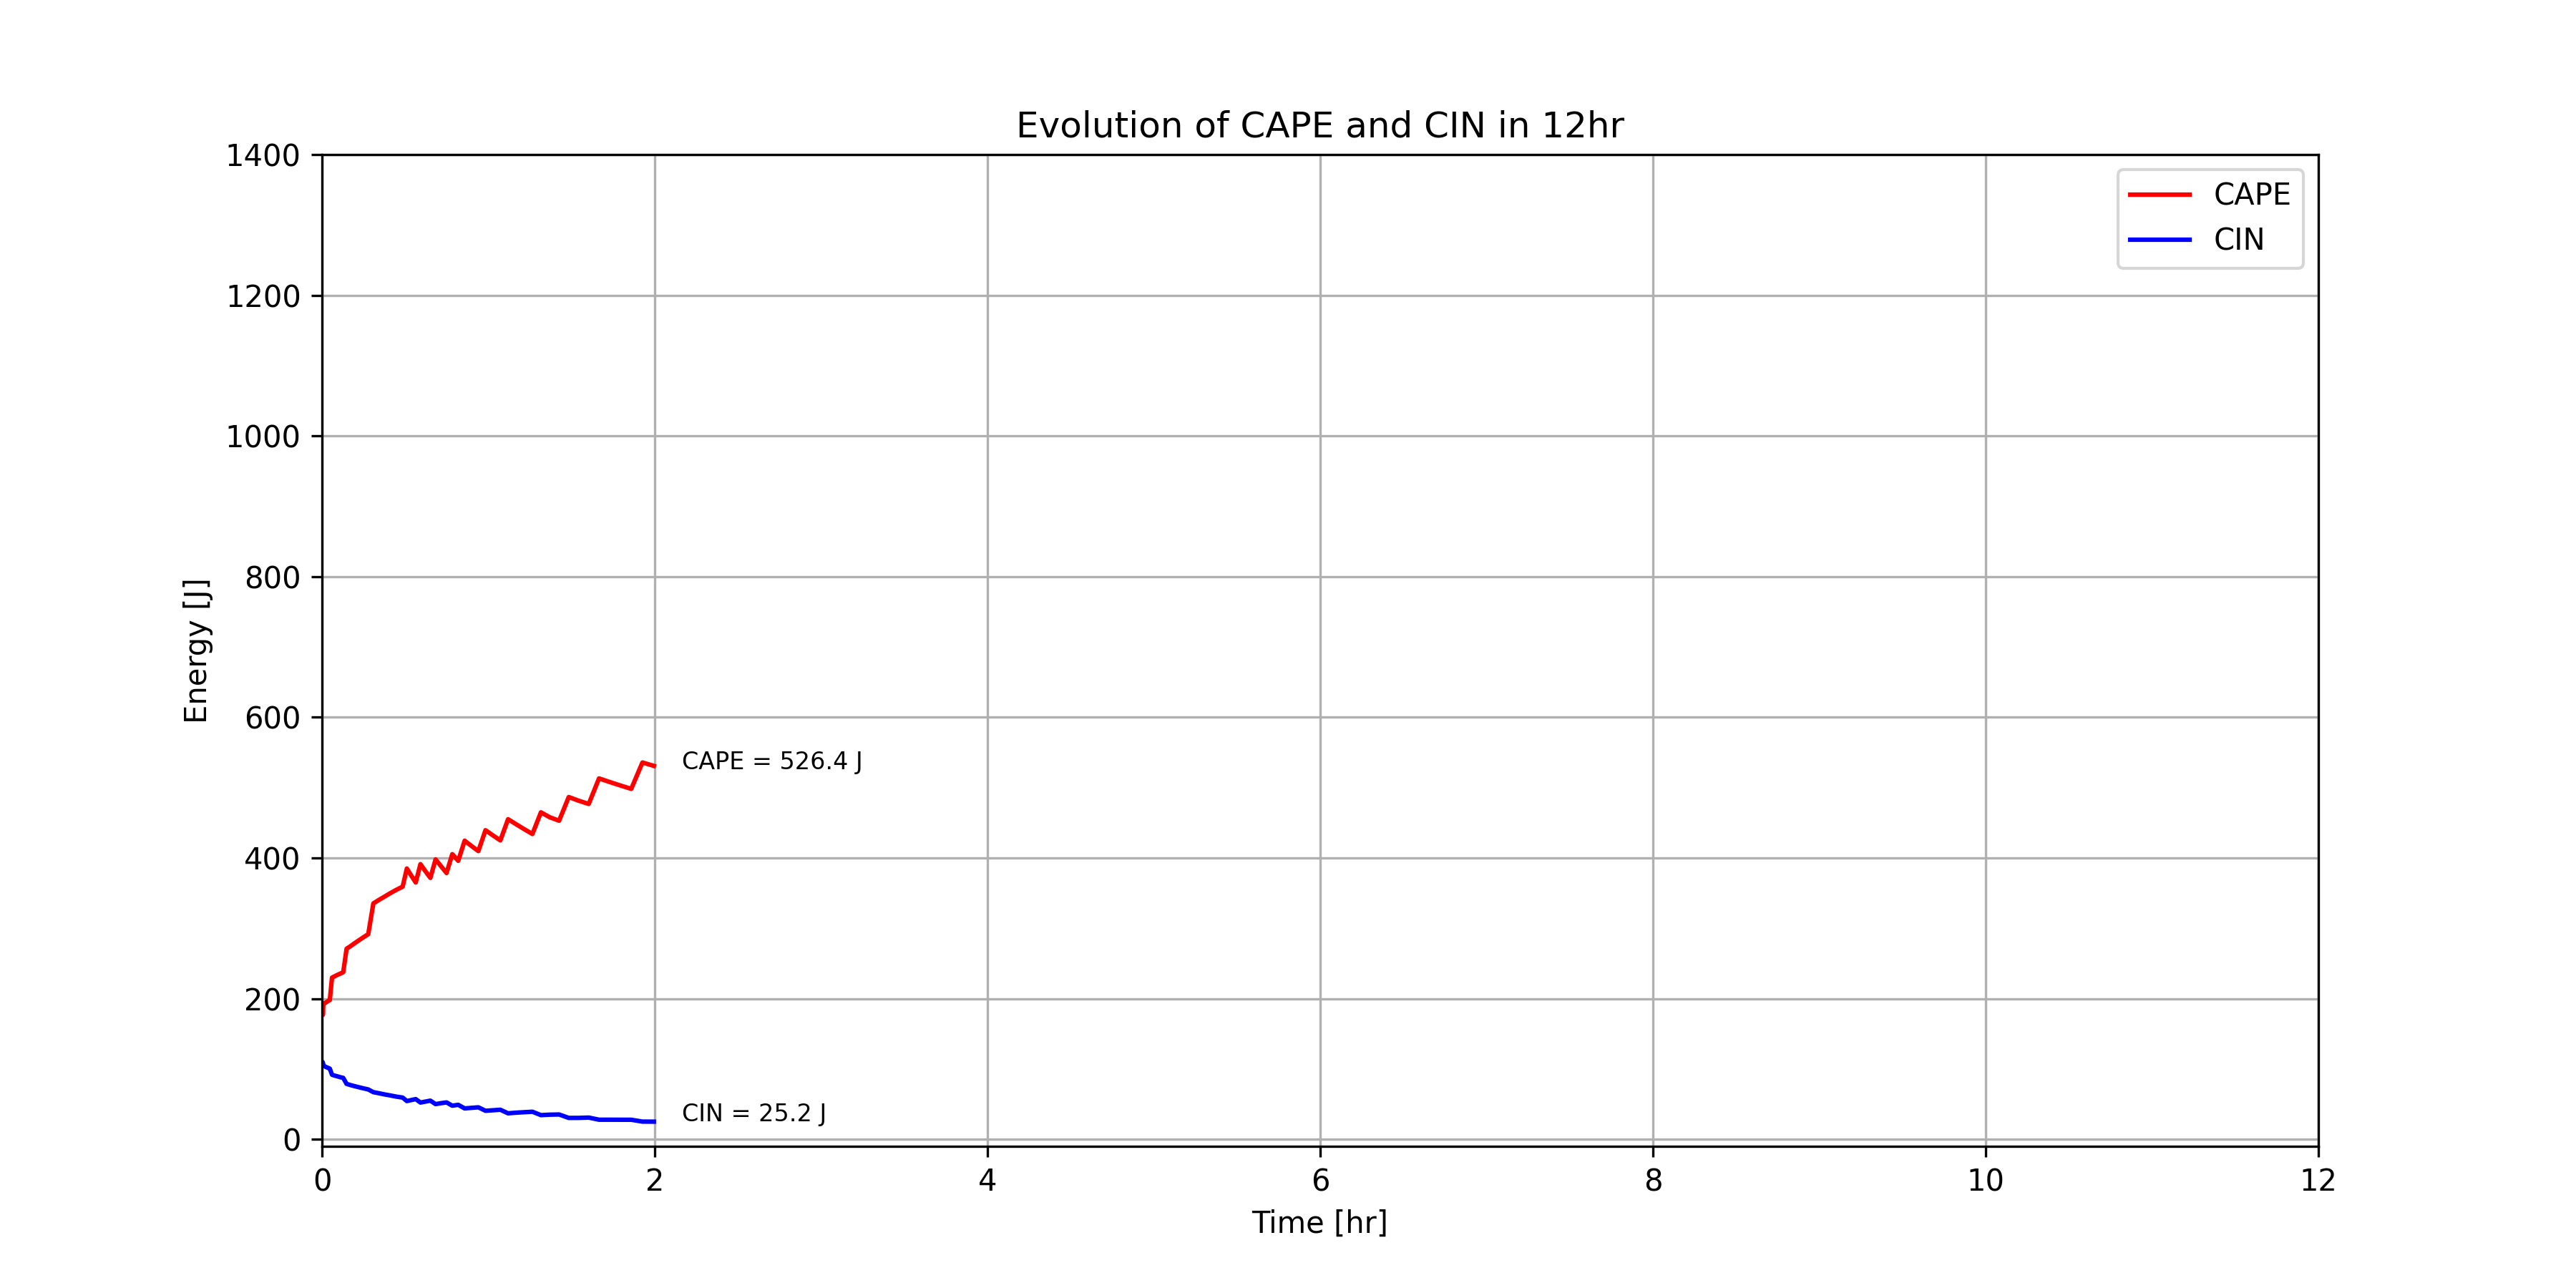 Evolution of CAPE and CIN in 12hr
1400
1200
1000
800
600
400
200
0
Energy [J]
CAPE
CIN
CAPE = 526.4 J
CIN = 25.2 J
0 2 4 6 8 10 12
Time [hr]